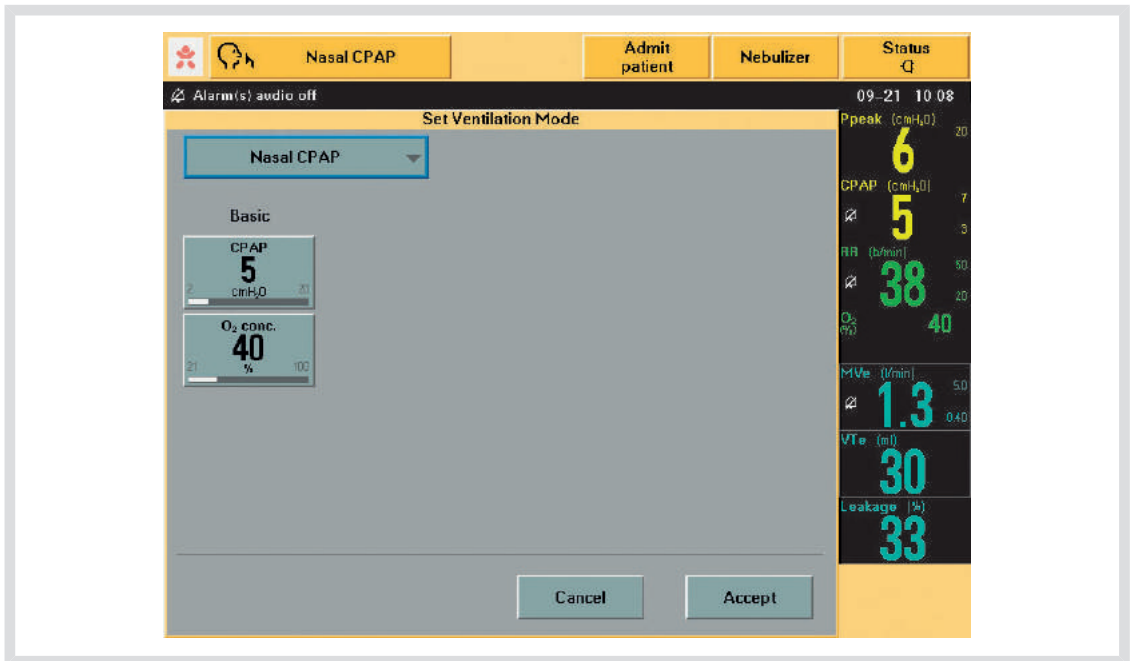 Nasal CPAP
Admit
patient
Nebulizer
Status
Alarm(s) audio off
09-21 10:08
Set Ventilation Mode
Nasal CPAP
Basic
CPAP
5
cmH₂O
2 20
O₂ conc.
40
%
21 100
Cancel
Accept
Ppeak (cmH₂O)
20
6
CPAP (cmH₂O)
7
5
3
RR (b/min)
50
38
20
O₂
(%)
40
MVe (l/min)
5.0
1.3
0.40
VTe (ml)
30
Leakage (%)
33